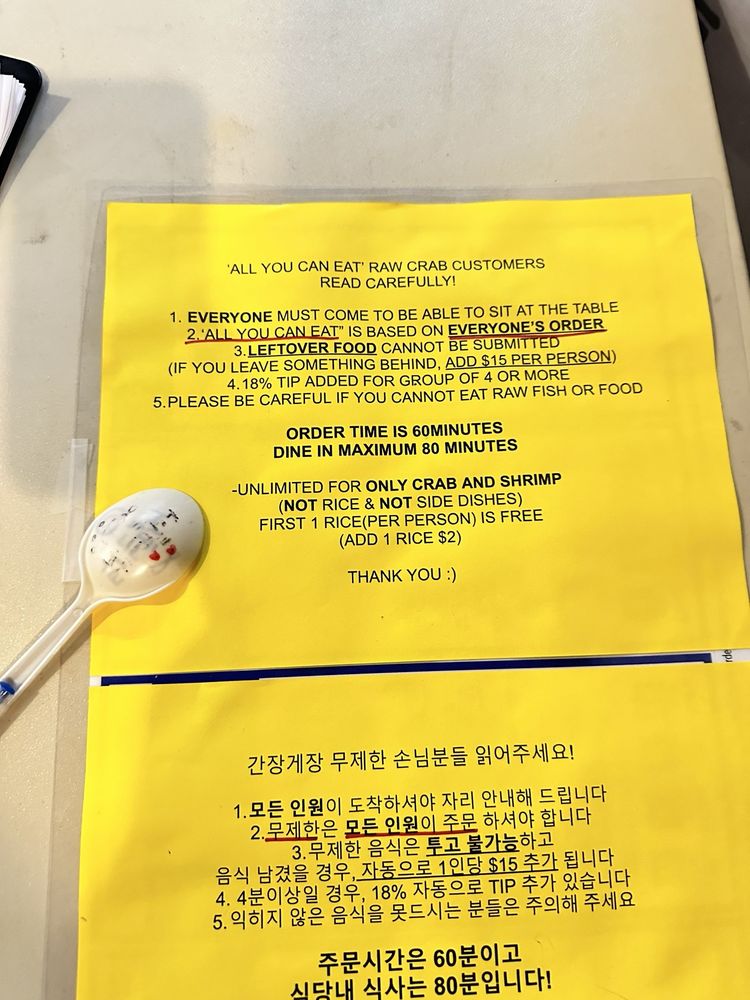 'ALL YOU CAN EAT' RAW CRAB CUSTOMERS
READ CAREFULLY!
1. EVERYONE MUST COME TO BE ABLE TO SIT AT THE TABLE
2.'ALL YOU CAN EAT" IS BASED ON EVERYONE'S ORDER
3.LEFTOVER FOOD CANNOT BE SUBMITTED
(IF YOU LEAVE SOMETHING BEHIND, ADD $15 PER PERSON)
4.18% TIP ADDED FOR GROUP OF 4 OR MORE
5.PLEASE BE CAREFUL IF YOU CANNOT EAT RAW FISH OR FOOD
ORDER TIME IS 60MINUTES
DINE IN MAXIMUM 80 MINUTES
-UNLIMITED FOR ONLY CRAB AND SHRIMP
(NOT RICE & NOT SIDE DISHES)
FIRST 1 RICE(PER PERSON) IS FREE
(ADD 1 RICE $2)
THANK YOU :)
간장게장 무제한 손님분들 읽어주세요!
1.모든 인원이 도착하셔야 자리 안내해 드립니다
2.무제한은 모든 인원이 주문 하셔야 합니다
3.무제한 음식은 투고 불가능하고
음식 남겼을 경우, 자동으로 1인당 $15 추가 됩니다
4. 4분이상일 경우, 18% 자동으로 TIP 추가 있습니다
5.익히지 않은 음식을 못드시는 분들은 주의해 주세요
주문시간은 60분이고
식당내 식사는 80분입니다!